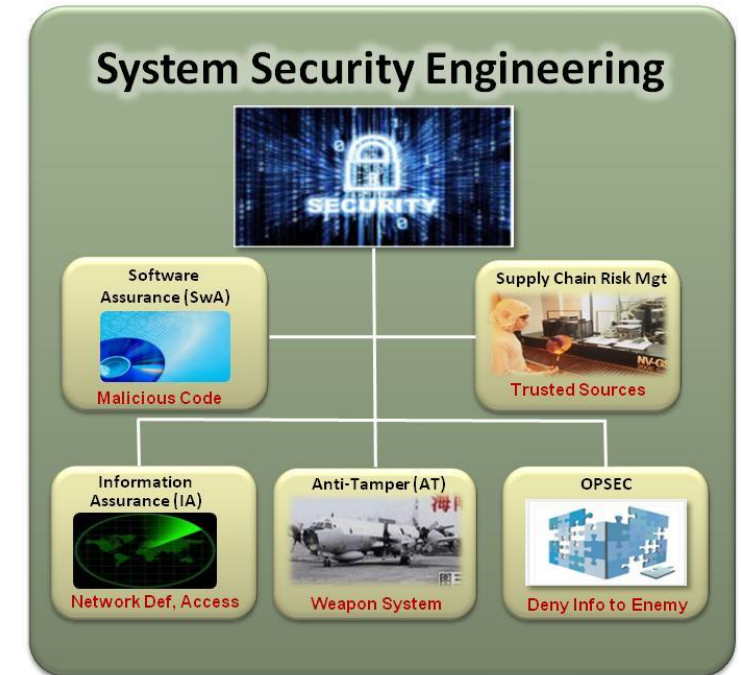 System Security Engineering
SECURITY
Software
Assurance (SwA)
Malicious Code
Supply Chain Risk Mgt
Trusted Sources
Information
Assurance (IA)
Network Def, Access
Anti-Tamper (AT)
Weapon System
OPSEC
Deny Info to Enemy